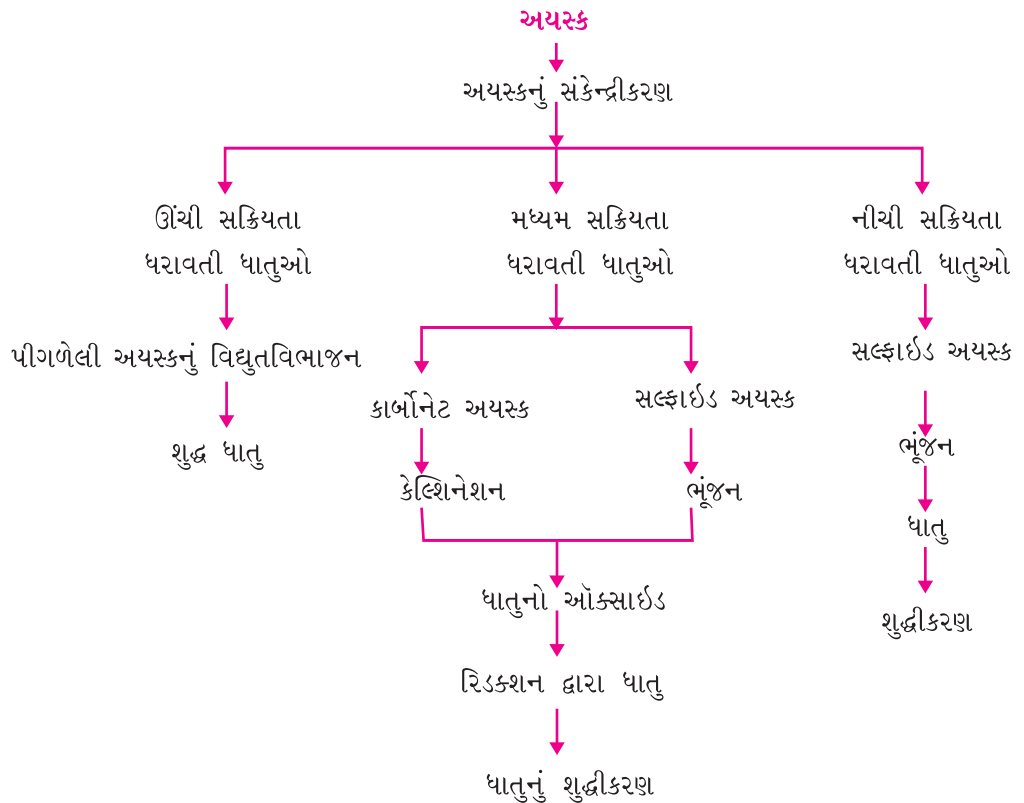 અયસ્ક
અયસ્કનું સંકેન્દ્રીકરણ
ઊંચી સક્રિયતા
ધરાવતી ધાતુઓ
પીગળેલી અયસ્કનું વિદ્યુતવિભાજન
શુદ્ધ ધાતુ
મધ્યમ સક્રિયતા
ધરાવતી ધાતુઓ
કાર્બોનેટ અયસ્ક
કેલ્શિનેશન
સલ્ફાઇડ અયસ્ક
ભૂંજન
ધાતુનો ઑક્સાઇડ
રિડક્શન દ્વારા ધાતુ
ધાતુનું શુદ્ધીકરણ
નીચી સક્રિયતા
ધરાવતી ધાતુઓ
સલ્ફાઇડ અયસ્ક
ભૂંજન
ધાતુ
શુદ્ધીકરણ